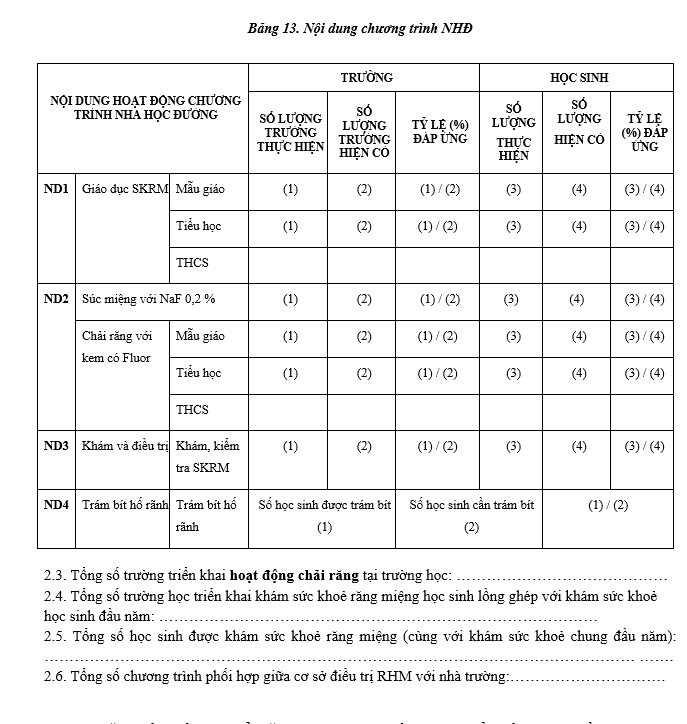 Bảng 13. Nội dung chương trình NHĐ
NỘI DUNG HOẠT ĐỘNG CHƯƠNG
TRÌNH NHA HỌC ĐƯỜNG
TRƯỜNG
HỌC SINH
SỐ LƯỢNG
TRƯỜNG
THỰC HIỆN
SỐ
LƯỢNG
TRƯỜNG
HIỆN CÓ
TỶ LỆ (%)
ĐÁP ỨNG
SỐ
LƯỢNG
THỰC
HIỆN
SỐ
LƯỢNG
HIỆN CÓ
TỶ LỆ
(%) ĐÁP
ỨNG
ND1 Giáo dục SKRM Mẫu giáo (1) (2) (1) / (2) (3) (4) (3) / (4)
Tiểu học (1) (2) (1) / (2) (3) (4) (3) / (4)
THCS
ND2 Súc miệng với NaF 0,2 % (1) (2) (1) / (2) (3) (4) (3) / (4)
Chải răng với Mẫu giáo (1) (2) (1) / (2) (3) (4) (3) / (4)
kem có Fluor
Tiểu học (1) (2) (1) / (2) (3) (4) (3) / (4)
THCS
ND3 Khám và điều trị Khám, kiểm (1) (2) (1) / (2) (3) (4) (3) / (4)
tra SKRM
ND4 Trám bít hố rãnh Trám bít hố Số học sinh được trám bít Số học sinh cần trám bít (1) / (2)
rãnh (1) (2)
2.3. Tổng số trường triển khai hoạt động chải răng tại trường học: ……………………………………
2.4. Tổng số trường học triển khai khám sức khoẻ răng miệng học sinh lồng ghép với khám sức khoẻ
học sinh đầu năm: ………………………………………………………………………
2.5. Tổng số học sinh được khám sức khoẻ răng miệng (cùng với khám sức khoẻ chung đầu năm):
……………………………………………………………………………………………… …….
2.6. Tổng số chương trình phối hợp giữa cơ sở điều trị RHM với nhà trường:………………………….